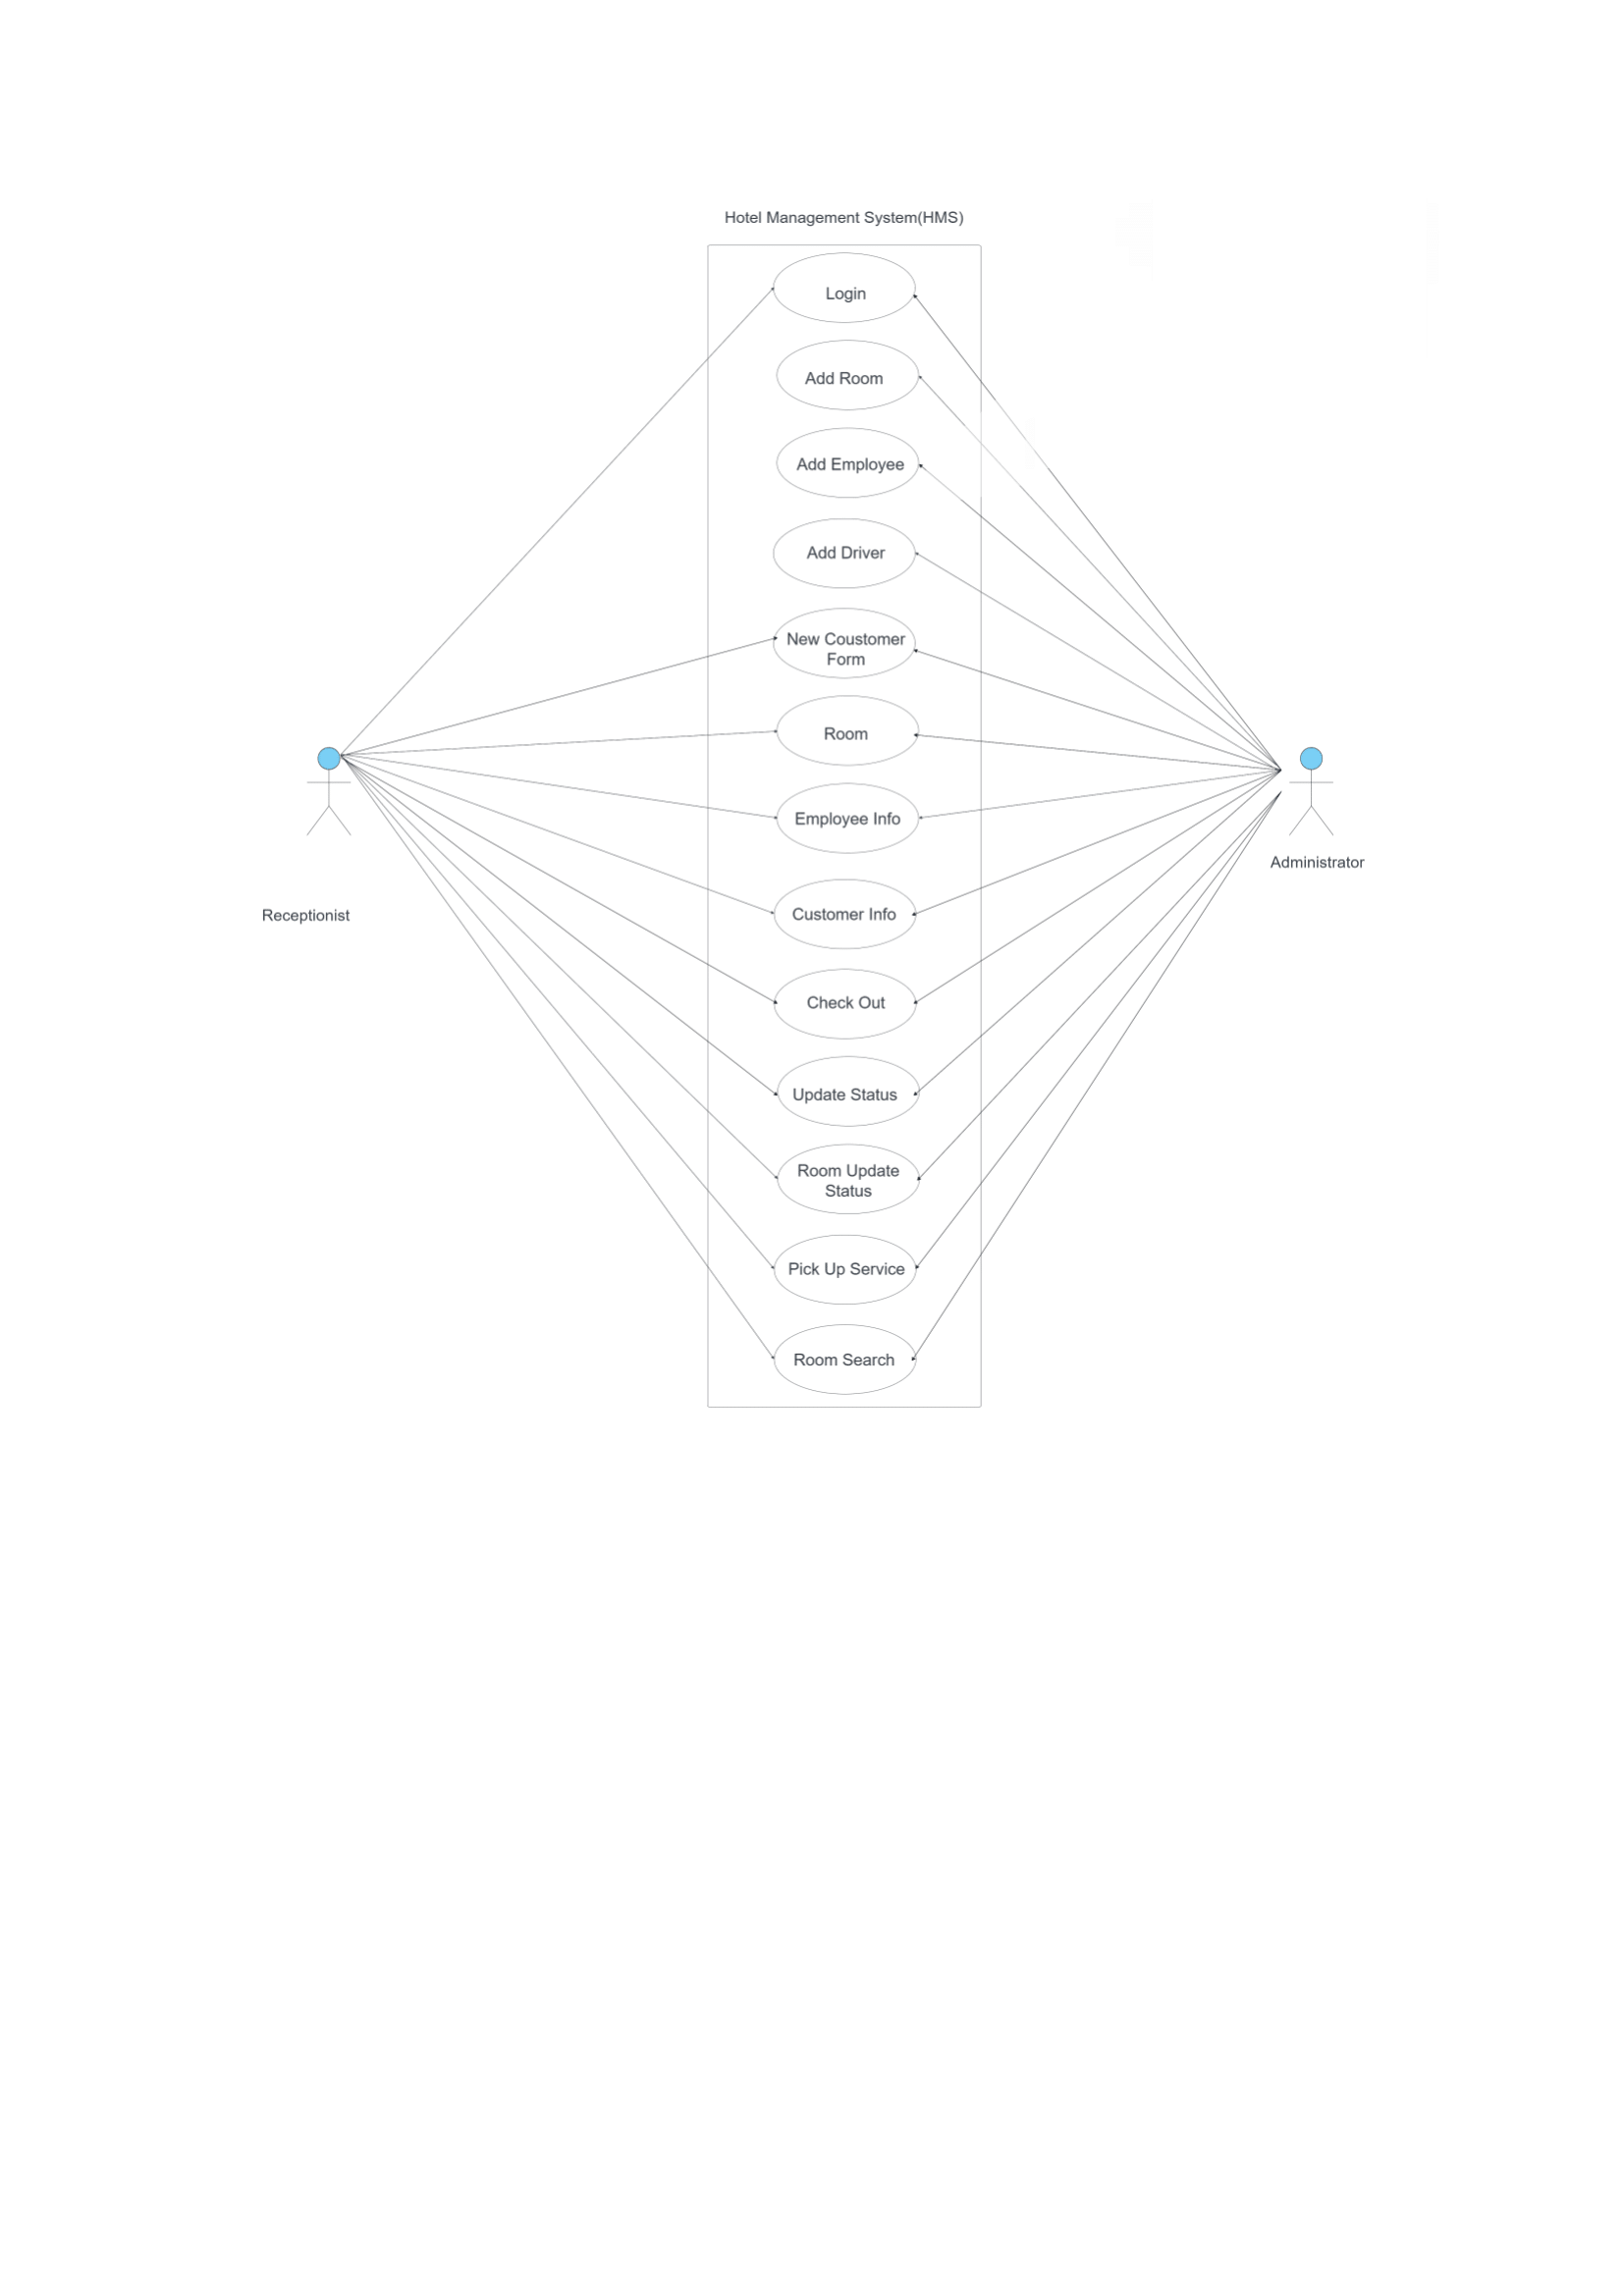 Hotel Management System(HMS)
Login
Add Room
Add Employee
Add Driver
New Coustomer
Form
Room
Employee Info
Customer Info
Check Out
Update Status
Room Update
Status
Pick Up Service
Room Search
Receptionist
Administrator